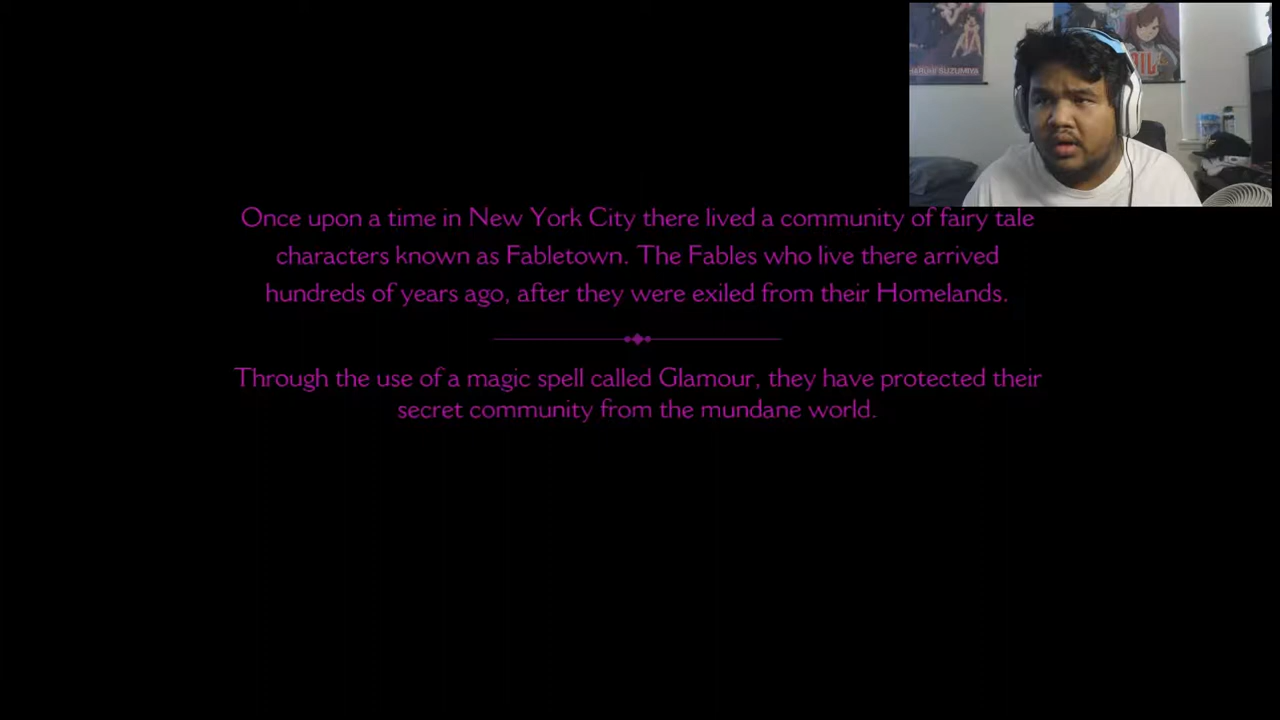 HARUHI SUZUMIYA
Once upon a time in New York City there lived a community of fairy tale
characters known as Fabletown. The Fables who live there arrived
hundreds of years ago, after they were exiled from their Homelands.
Through the use of a magic spell called Glamour, they have protected their
secret community from the mundane world.